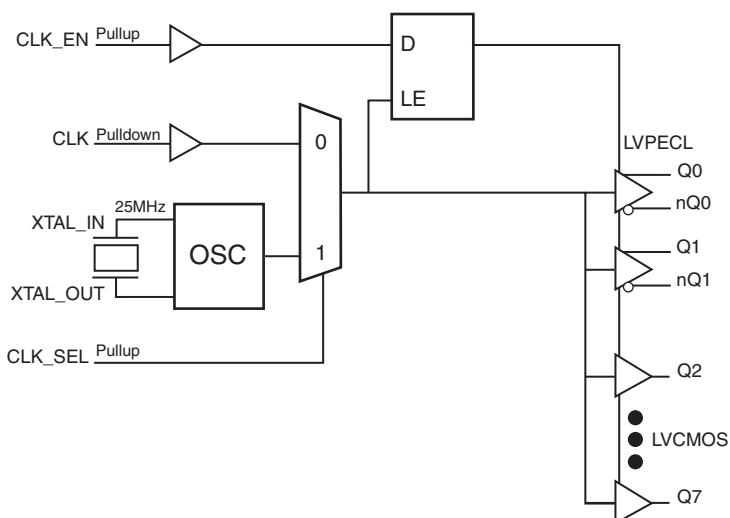 CLK_EN Pullup
D
LE
CLK Pulldown
0
LVPECL
Q0
nQ0
25MHz
XTAL_IN
OSC
1
Q1
nQ1
XTAL_OUT
CLK_SEL Pullup
Q2
LVCMOS
Q7